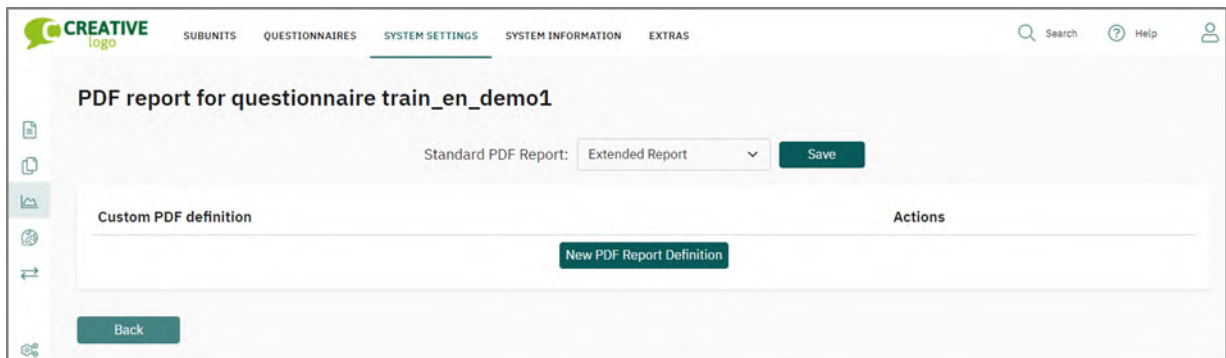 CREATIVE
logo
SUBUNITS QUESTIONNAIRES SYSTEM SETTINGS SYSTEM INFORMATION EXTRAS Search ? Help
PDF report for questionnaire train_en_demo1
Standard PDF Report: Extended Report Save
Custom PDF definition Actions
New PDF Report Definition
Back